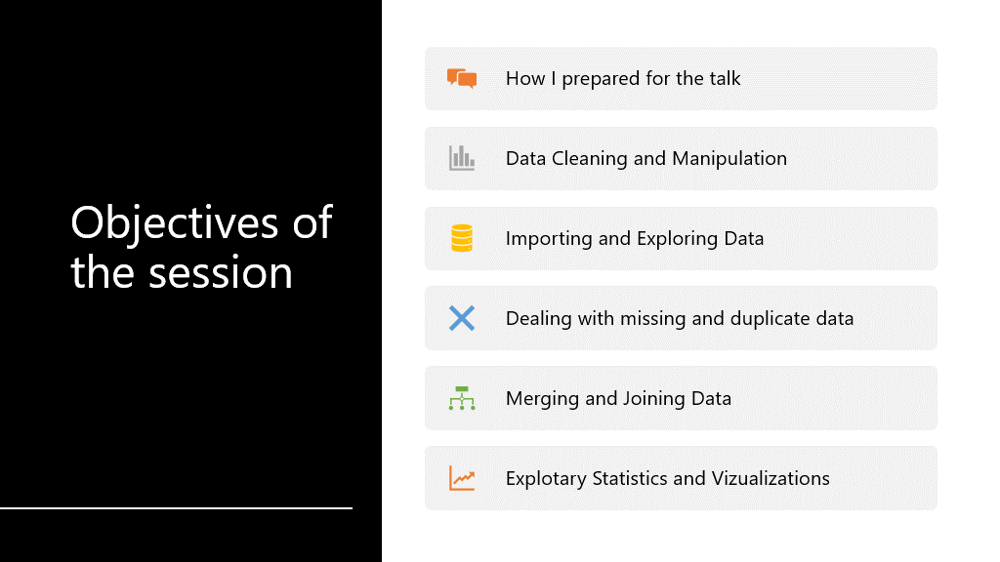 Objectives of
the session
How I prepared for the talk
Data Cleaning and Manipulation
Importing and Exploring Data
Dealing with missing and duplicate data
Merging and Joining Data
Explotary Statistics and Vizualizations